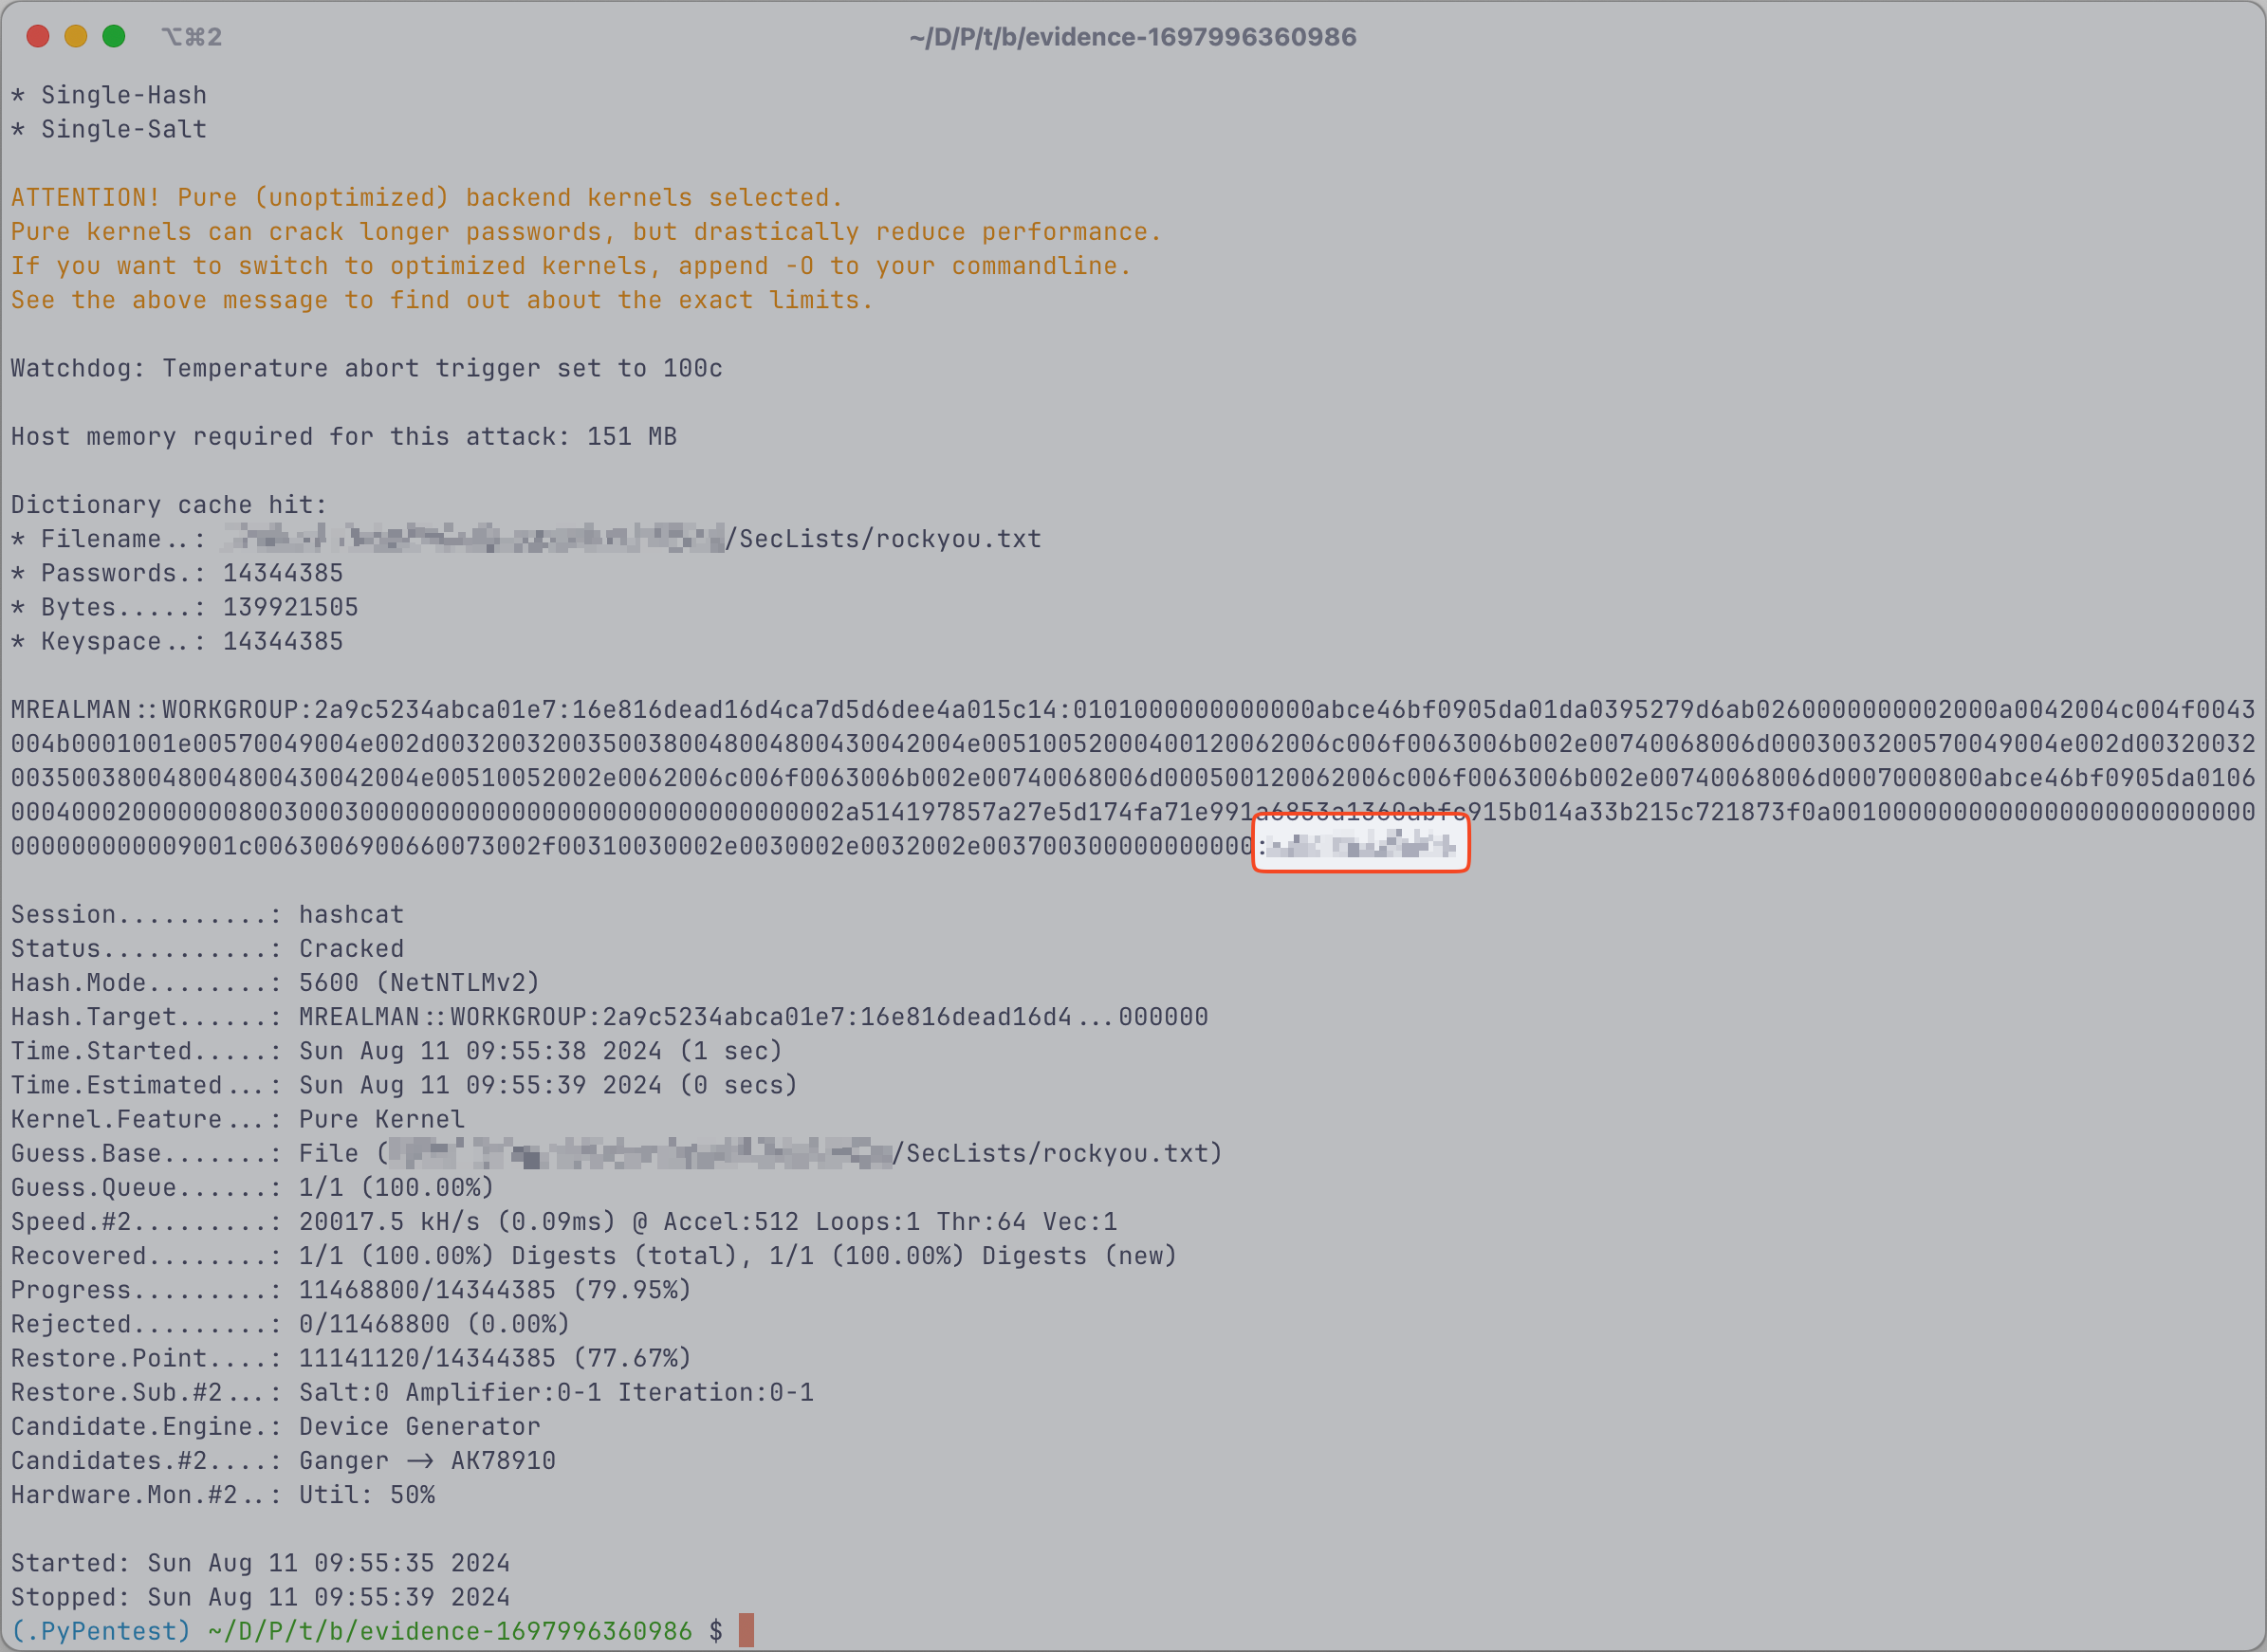 ⌥⌘2
~/D/P/t/b/evidence-1697996360986
* Single-Hash
* Single-Salt
ATTENTION! Pure (unoptimized) backend kernels selected.
Pure kernels can crack longer passwords, but drastically reduce performance.
If you want to switch to optimized kernels, append -O to your commandline.
See the above message to find out about the exact limits.
Watchdog: Temperature abort trigger set to 100c
Host memory required for this attack: 151 MB
Dictionary cache hit:
* Filename..: /SecLists/rockyou.txt
* Passwords.: 14344385
* Bytes.....: 139921505
* Keyspace..: 14344385
MREALMAN::WORKGROUP:2a9c5234abca01e7:16e816dead16d4ca7d5d6dee4a015c14:0101000000000000abce46bf0905da01da0395279d6ab0260000000002000a0042004c004f0043
004b0001001e00570049004e002d00320032003500380048004800430042004e00510052000400120062006c006f0063006b002e00740068006d0003003200570049004e002d00320032
003500380048004800430042004e00510052002e0062006c006f0063006b002e00740068006d000500120062006c006f0063006b002e00740068006d0007000800abce46bf0905da0106
000400020000000800300030000000000000000000000000000002a514197857a27e5d174fa71e991a6853a1360abfc915b014a33b215c721873f0a00100000000000000000000000000
0000000000009001c0063006900660073002f00310030002e0030002e0032002e003700300000000000:
Session..........: hashcat
Status...........: Cracked
Hash.Mode........: 5600 (NetNTLMv2)
Hash.Target......: MREALMAN::WORKGROUP:2a9c5234abca01e7:16e816dead16d4...000000
Time.Started.....: Sun Aug 11 09:55:38 2024 (1 sec)
Time.Estimated...: Sun Aug 11 09:55:39 2024 (0 secs)
Kernel.Feature...: Pure Kernel
Guess.Base.......: File (/SecLists/rockyou.txt)
Guess.Queue......: 1/1 (100.00%)
Speed.#2.........: 20017.5 kH/s (0.09ms) @ Accel:512 Loops:1 Thr:64 Vec:1
Recovered........: 1/1 (100.00%) Digests (total), 1/1 (100.00%) Digests (new)
Progress.........: 11468800/14344385 (79.95%)
Rejected.........: 0/11468800 (0.00%)
Restore.Point....: 11141120/14344385 (77.67%)
Restore.Sub.#2...: Salt:0 Amplifier:0-1 Iteration:0-1
Candidate.Engine.: Device Generator
Candidates.#2....: Ganger -> AK78910
Hardware.Mon.#2..: Util: 50%
Started: Sun Aug 11 09:55:35 2024
Stopped: Sun Aug 11 09:55:39 2024
(.PyPentest) ~/D/P/t/b/evidence-1697996360986 $